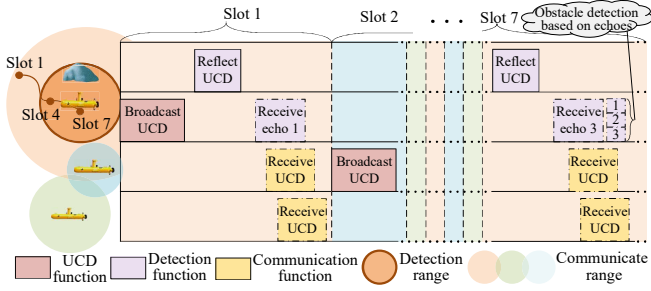 Slot 1
Slot 2
. . .
Slot 7
Obstacle detection
based on echoes
Slot 1
Slot 4
Slot 7
Reflect
UCD
Reflect
UCD
Broadcast
UCD
Receive
echo 1
Receive
echo 3
1
2
3
Receive
UCD
Broadcast
UCD
Receive
UCD
Receive
UCD
Receive
UCD
UCD
function
Detection
function
Communication
function
Detection
range
Communicate
range